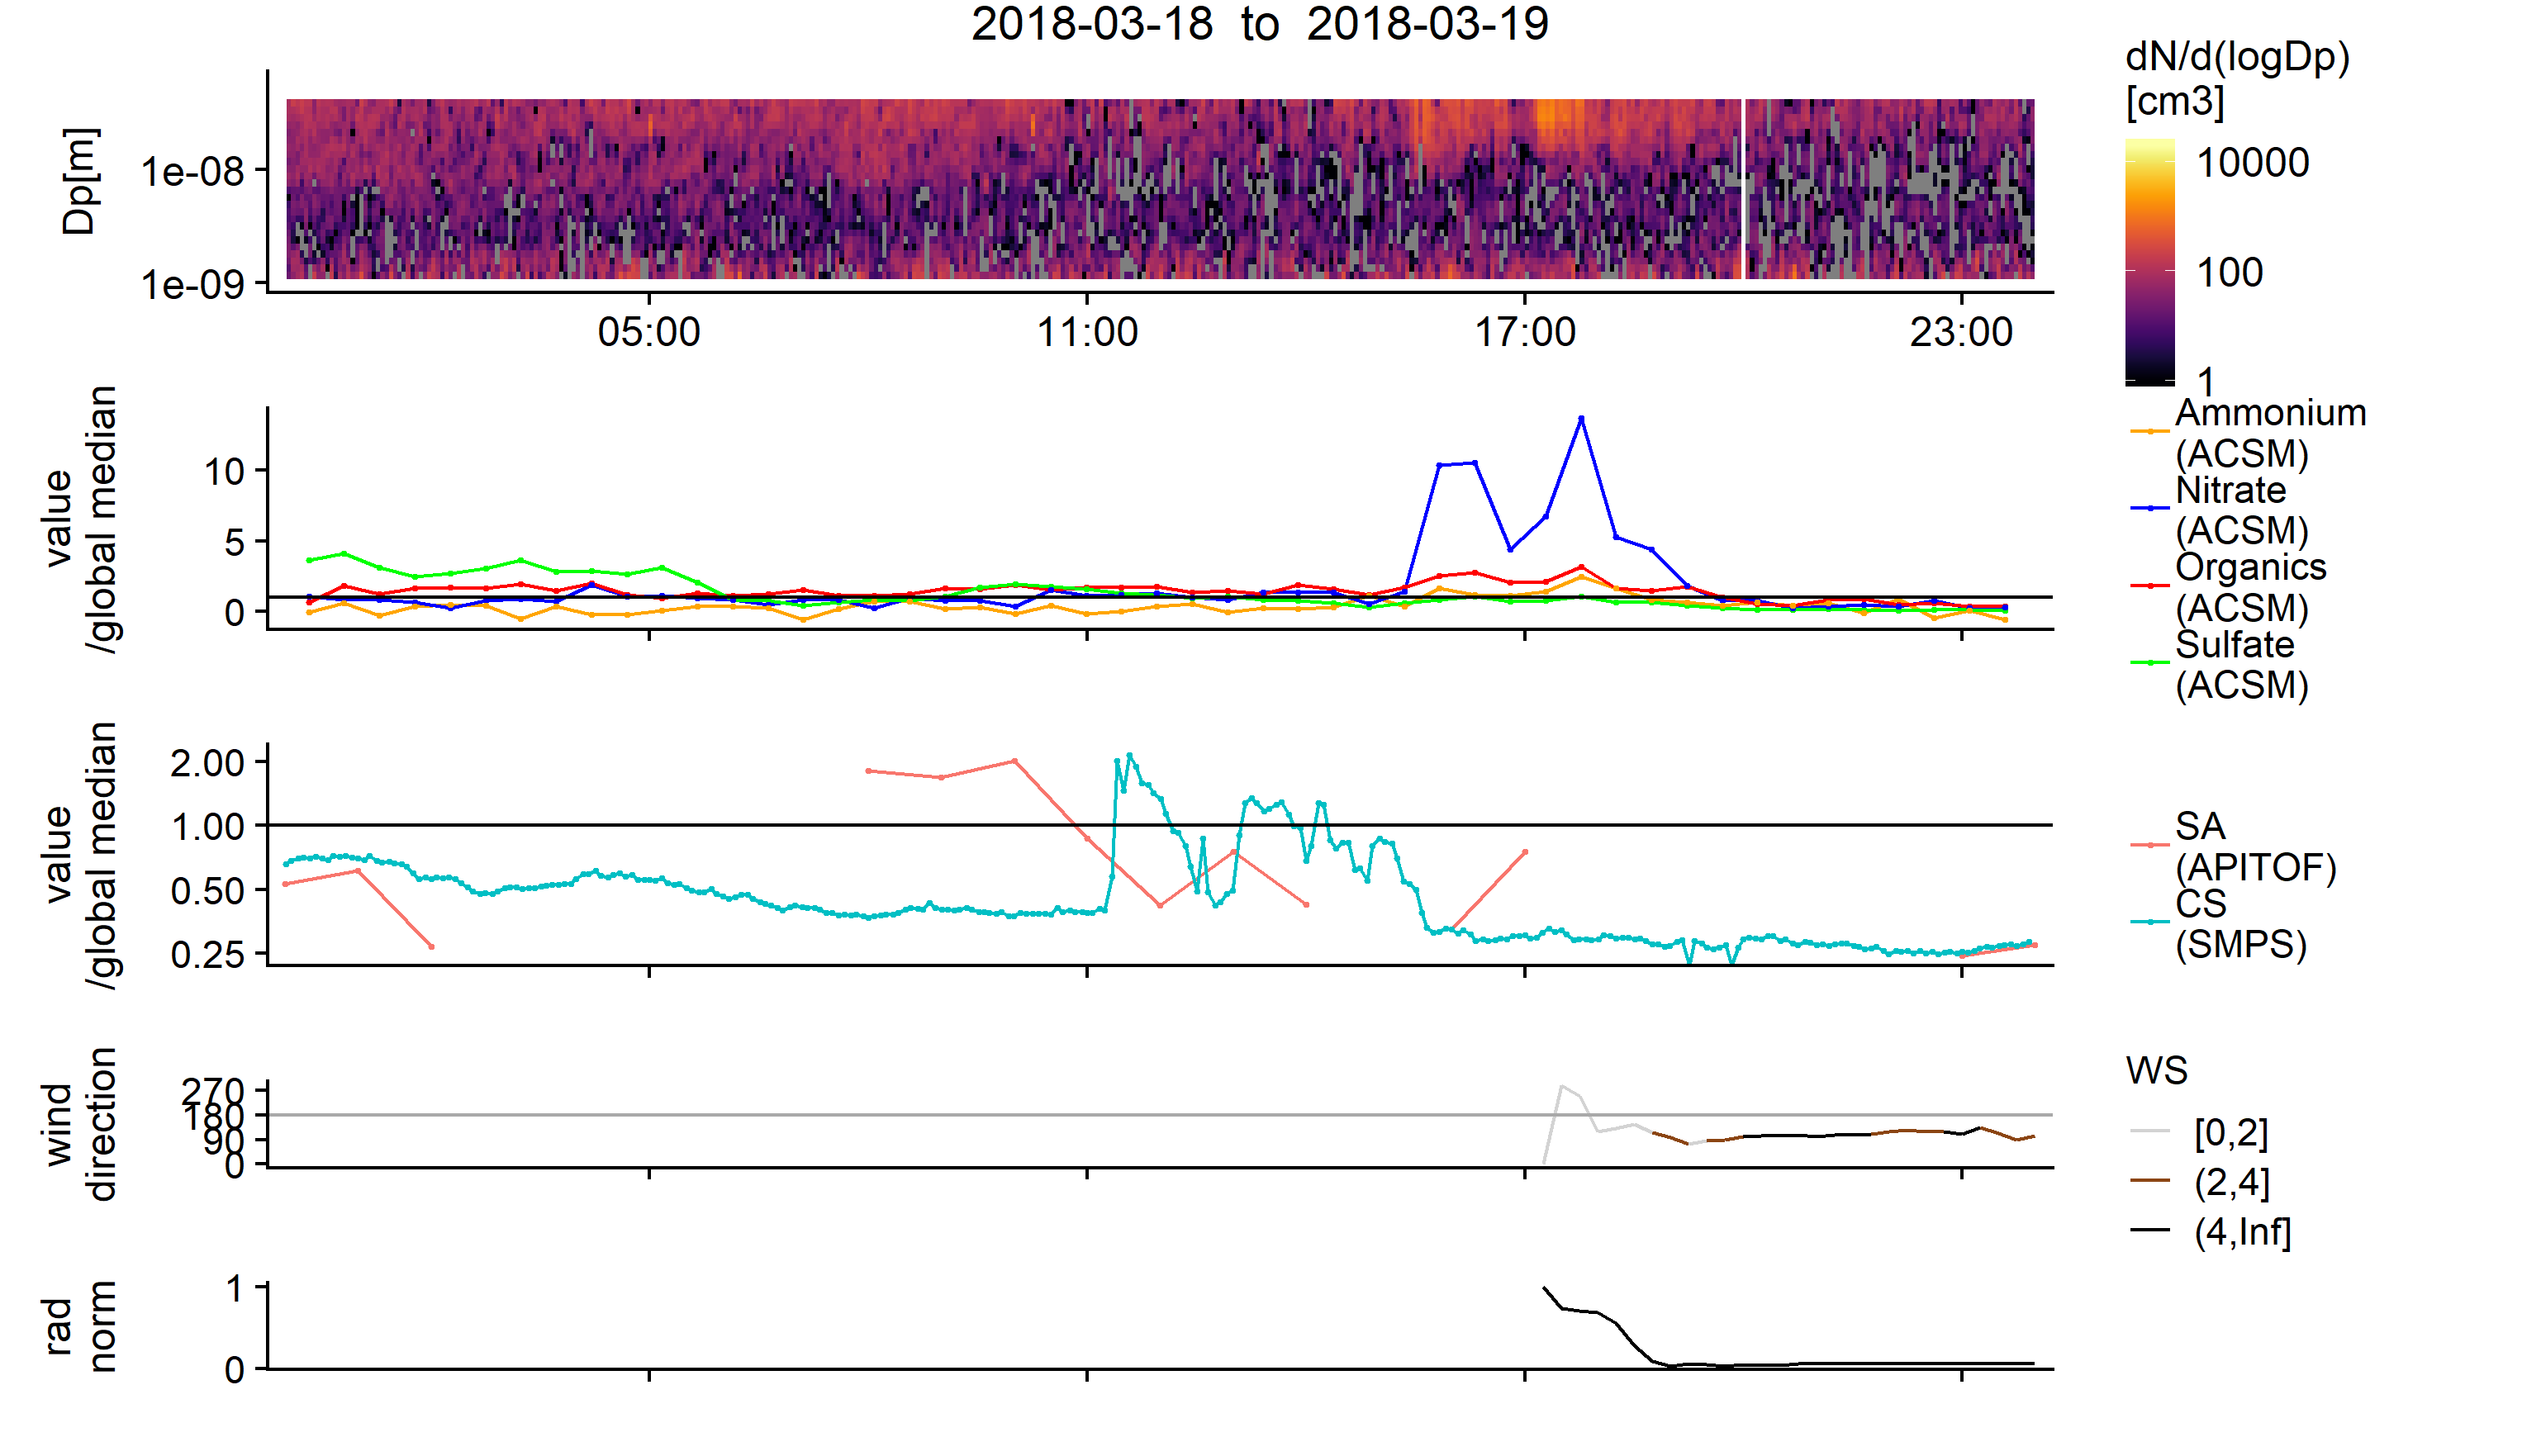 2018-03-18  to  2018-03-19
Dp[m]
1e-08
1e-09
05:00
11:00
17:00
23:00
dN/d(logDp)
[cm3]
10000
100
1
value
/global median
10
5
0
Ammonium
(ACSM)
Nitrate
(ACSM)
Organics
(ACSM)
Sulfate
(ACSM)
value
/global median
2.00
1.00
0.50
0.25
SA
(APITOF)
CS
(SMPS)
wind
direction
270
180
90
0
WS
[0,2]
(2,4]
(4,Inf]
rad
norm
1
0